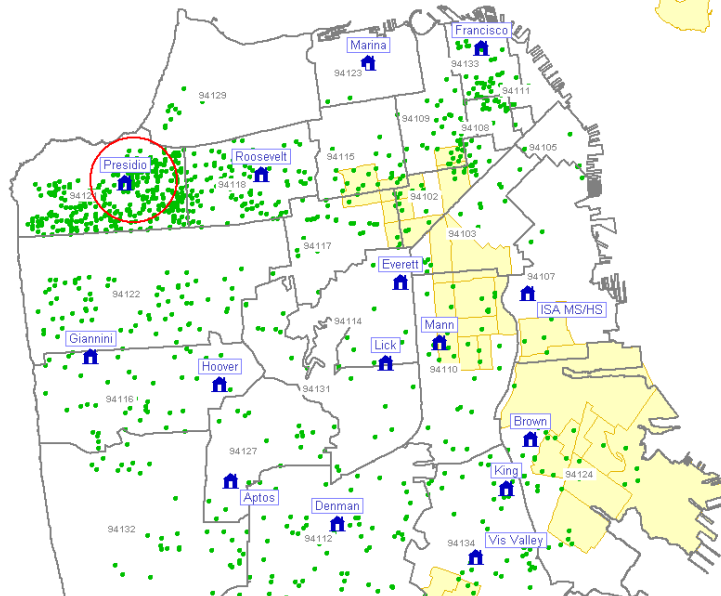 Francisco
Marina
94133
94123
94111
94129
94109
94108
94105
Roosevelt
94115
Presidio
94118
94121
94102
94103
94117
Everett
94107
94122
ISA MS/HS
94114
Mann
Giannini
Lick
Hoover
94110
94131
94116
Brown
94127
King
94124
Aptos
Denman
94132
94112
Vis Valley
94134